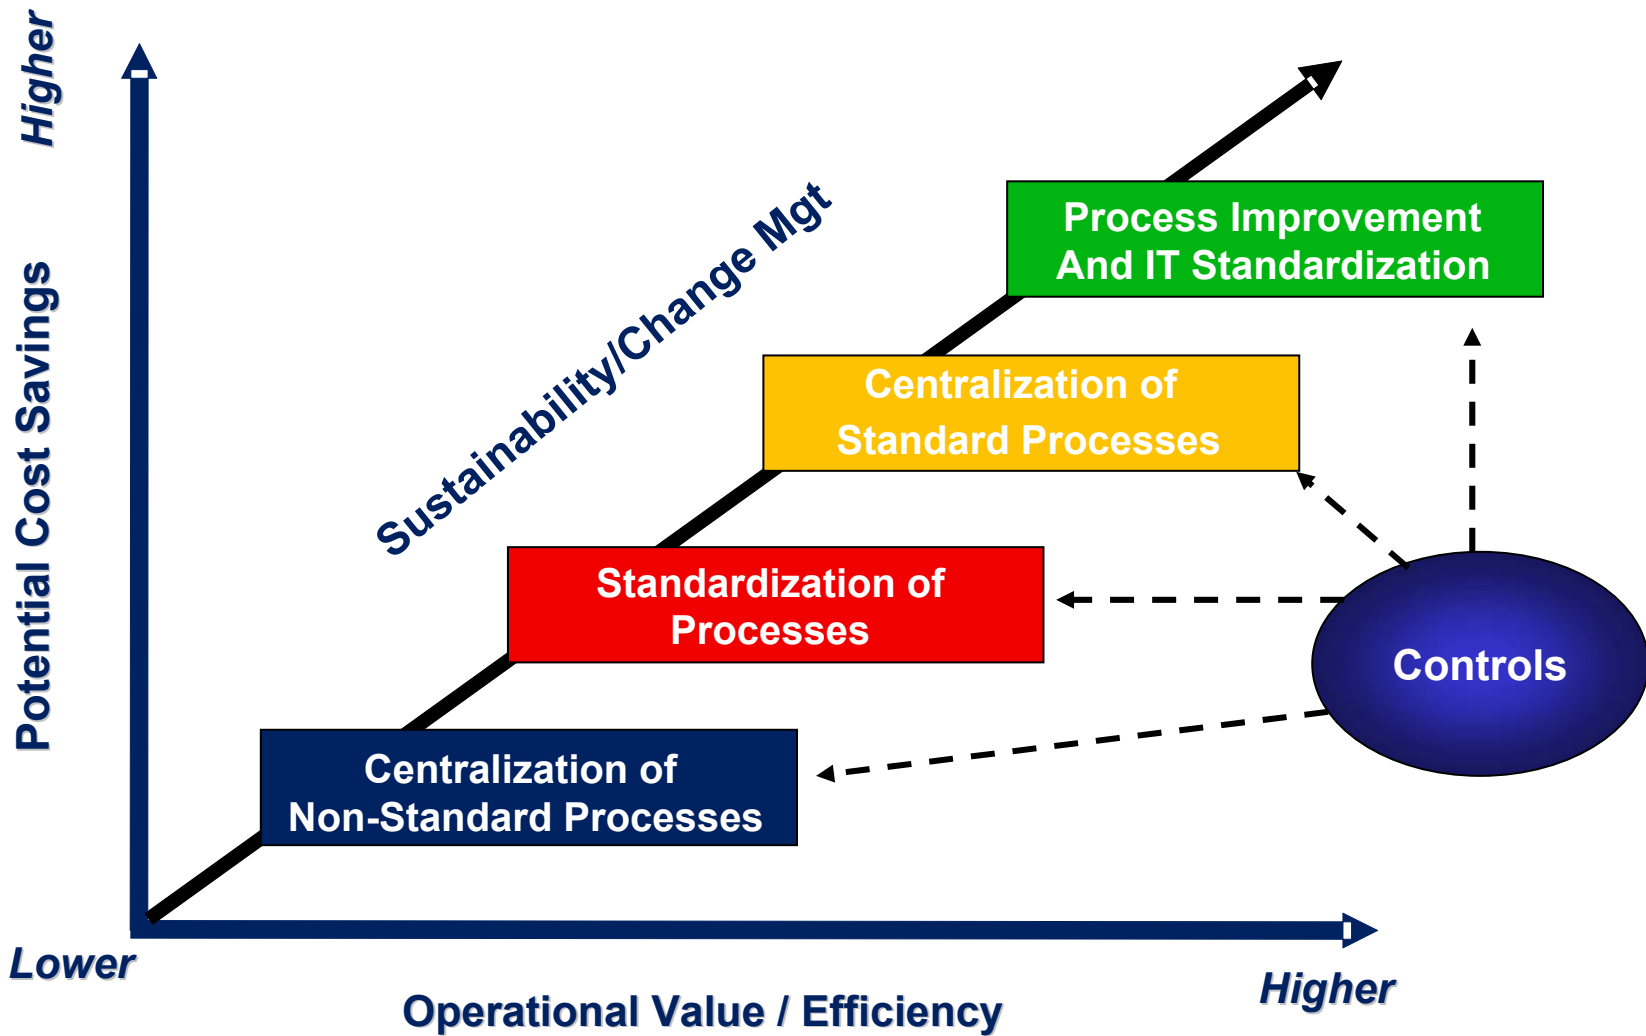 Higher
Potential Cost Savings
Sustainability/Change Mgt
Process Improvement
And IT Standardization
Centralization of
Standard Processes
Standardization of
Processes
Controls
Centralization of
Non-Standard Processes
Lower
Higher
Operational Value / Efficiency